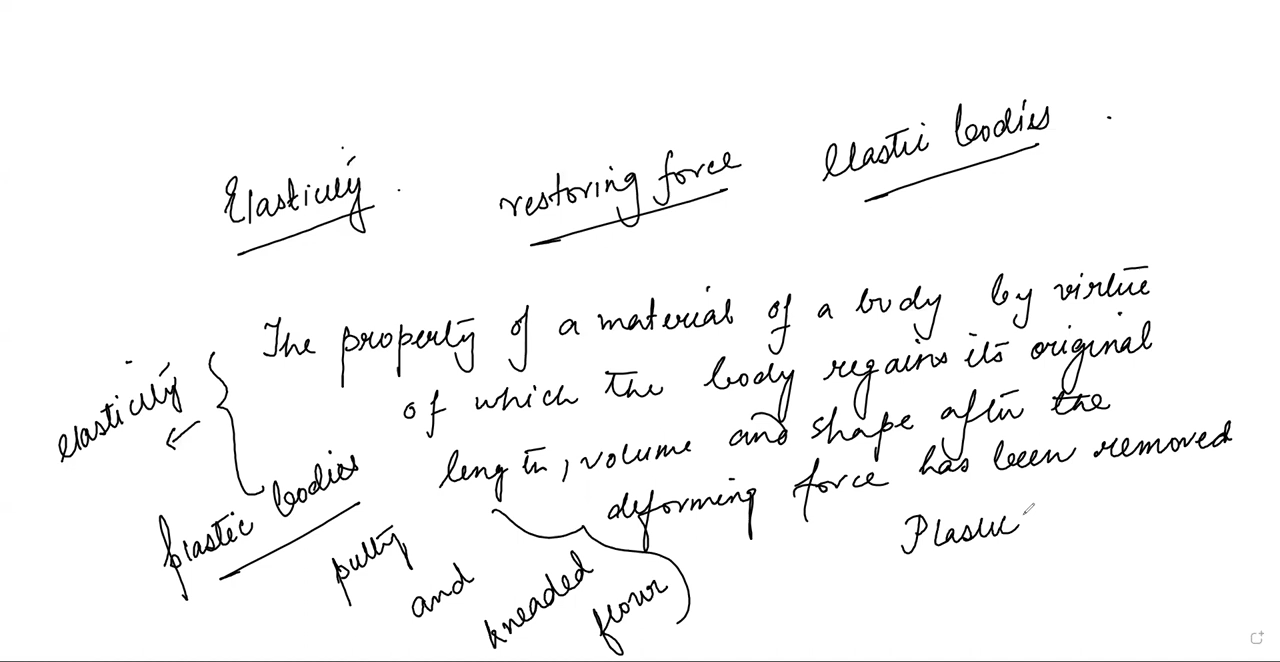 Elasticity. restoring force elastic bodies.
The property of a material of a body by virtue
of which the body regains its original
length, volume and shape after the
deforming force has been removed
elasticity
plastic bodies
putty
and
kneaded
flour
Plastic